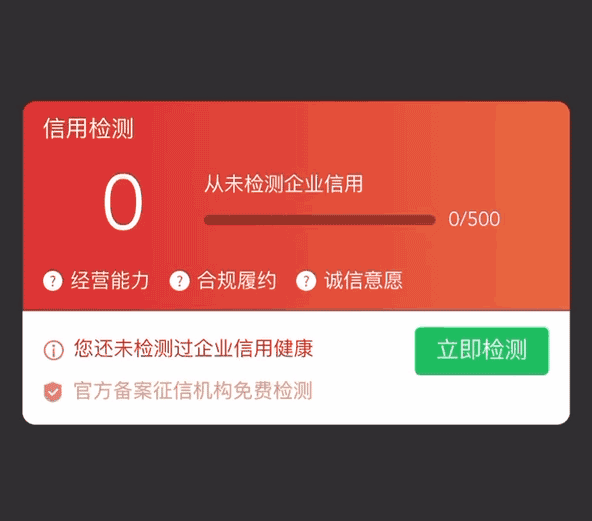 信用检测
0
从未检测企业信用
0/500
? 经营能力 ? 合规履约 ? 诚信意愿
您还未检测过企业信用健康
立即检测
官方备案征信机构免费检测